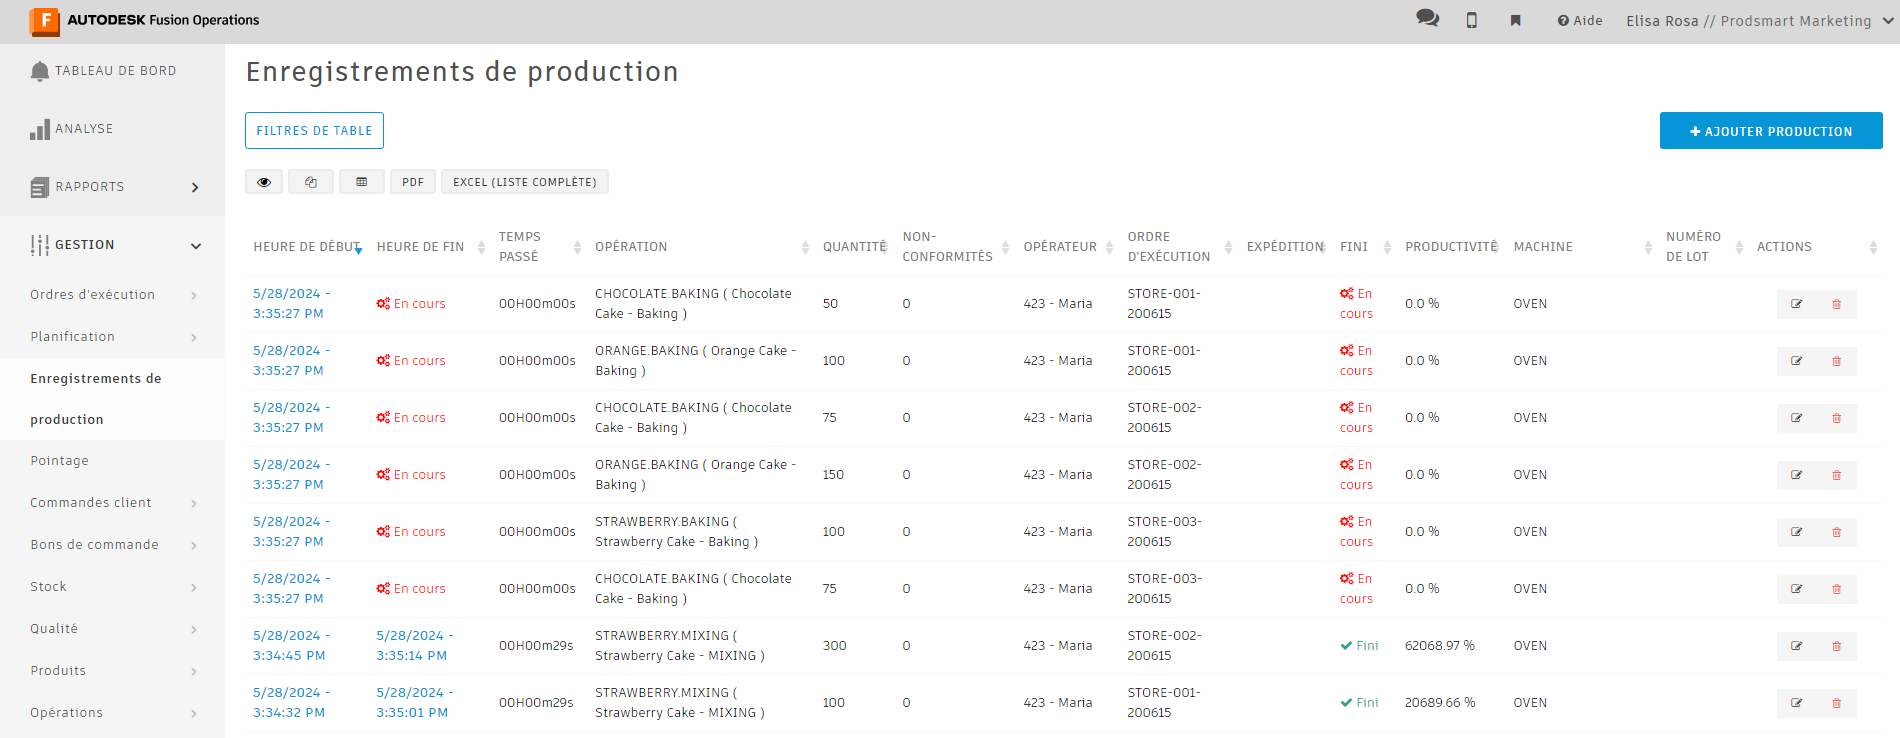 F AUTODESK Fusion Operations
Aide
Elisa Rosa // Prodsmart Marketing
TABLEAU DE BORD
ANALYSE
RAPPORTS
GESTION
Ordres d'exécution
Planification
Enregistrements de
production
Pointage
Commandes client
Bons de commande
Stock
Qualité
Produits
Opérations
Enregistrements de production
FILTRES DE TABLE
+ AJOUTER PRODUCTION
PDF
EXCEL (LISTE COMPLÈTE)
HEURE DE DÉBUT
HEURE DE FIN
TEMPS
PASSÉ
OPÉRATION
QUANTITÉ
NON-
CONFORMITÉS
OPÉRATEUR
ORDRE
D'EXÉCUTION
EXPÉDITION
FINI
PRODUCTIVITÉ
MACHINE
NUMÉRO
DE LOT
ACTIONS
5/28/2024 -
3:35:27 PM
En cours
00H00m00s
CHOCOLATE.BAKING ( Chocolate
Cake - Baking )
50
0
423 - Maria
STORE-001-
200615
En
cours
0.0 %
OVEN
5/28/2024 -
3:35:27 PM
En cours
00H00m00s
ORANGE.BAKING ( Orange Cake -
Baking )
100
0
423 - Maria
STORE-001-
200615
En
cours
0.0 %
OVEN
5/28/2024 -
3:35:27 PM
En cours
00H00m00s
CHOCOLATE.BAKING ( Chocolate
Cake - Baking )
75
0
423 - Maria
STORE-002-
200615
En
cours
0.0 %
OVEN
5/28/2024 -
3:35:27 PM
En cours
00H00m00s
ORANGE.BAKING ( Orange Cake -
Baking )
150
0
423 - Maria
STORE-002-
200615
En
cours
0.0 %
OVEN
5/28/2024 -
3:35:27 PM
En cours
00H00m00s
STRAWBERRY.BAKING (
Strawberry Cake - Baking )
100
0
423 - Maria
STORE-003-
200615
En
cours
0.0 %
OVEN
5/28/2024 -
3:35:27 PM
En cours
00H00m00s
CHOCOLATE.BAKING ( Chocolate
Cake - Baking )
75
0
423 - Maria
STORE-003-
200615
En
cours
0.0 %
OVEN
5/28/2024 -
3:34:45 PM
5/28/2024 -
3:35:14 PM
00H00m29s
STRAWBERRY.MIXING (
Strawberry Cake - MIXING )
300
0
423 - Maria
STORE-002-
200615
Fini
62068.97 %
OVEN
5/28/2024 -
3:34:32 PM
5/28/2024 -
3:35:01 PM
00H00m29s
STRAWBERRY.MIXING (
Strawberry Cake - MIXING )
100
0
423 - Maria
STORE-001-
200615
Fini
20689.66 %
OVEN